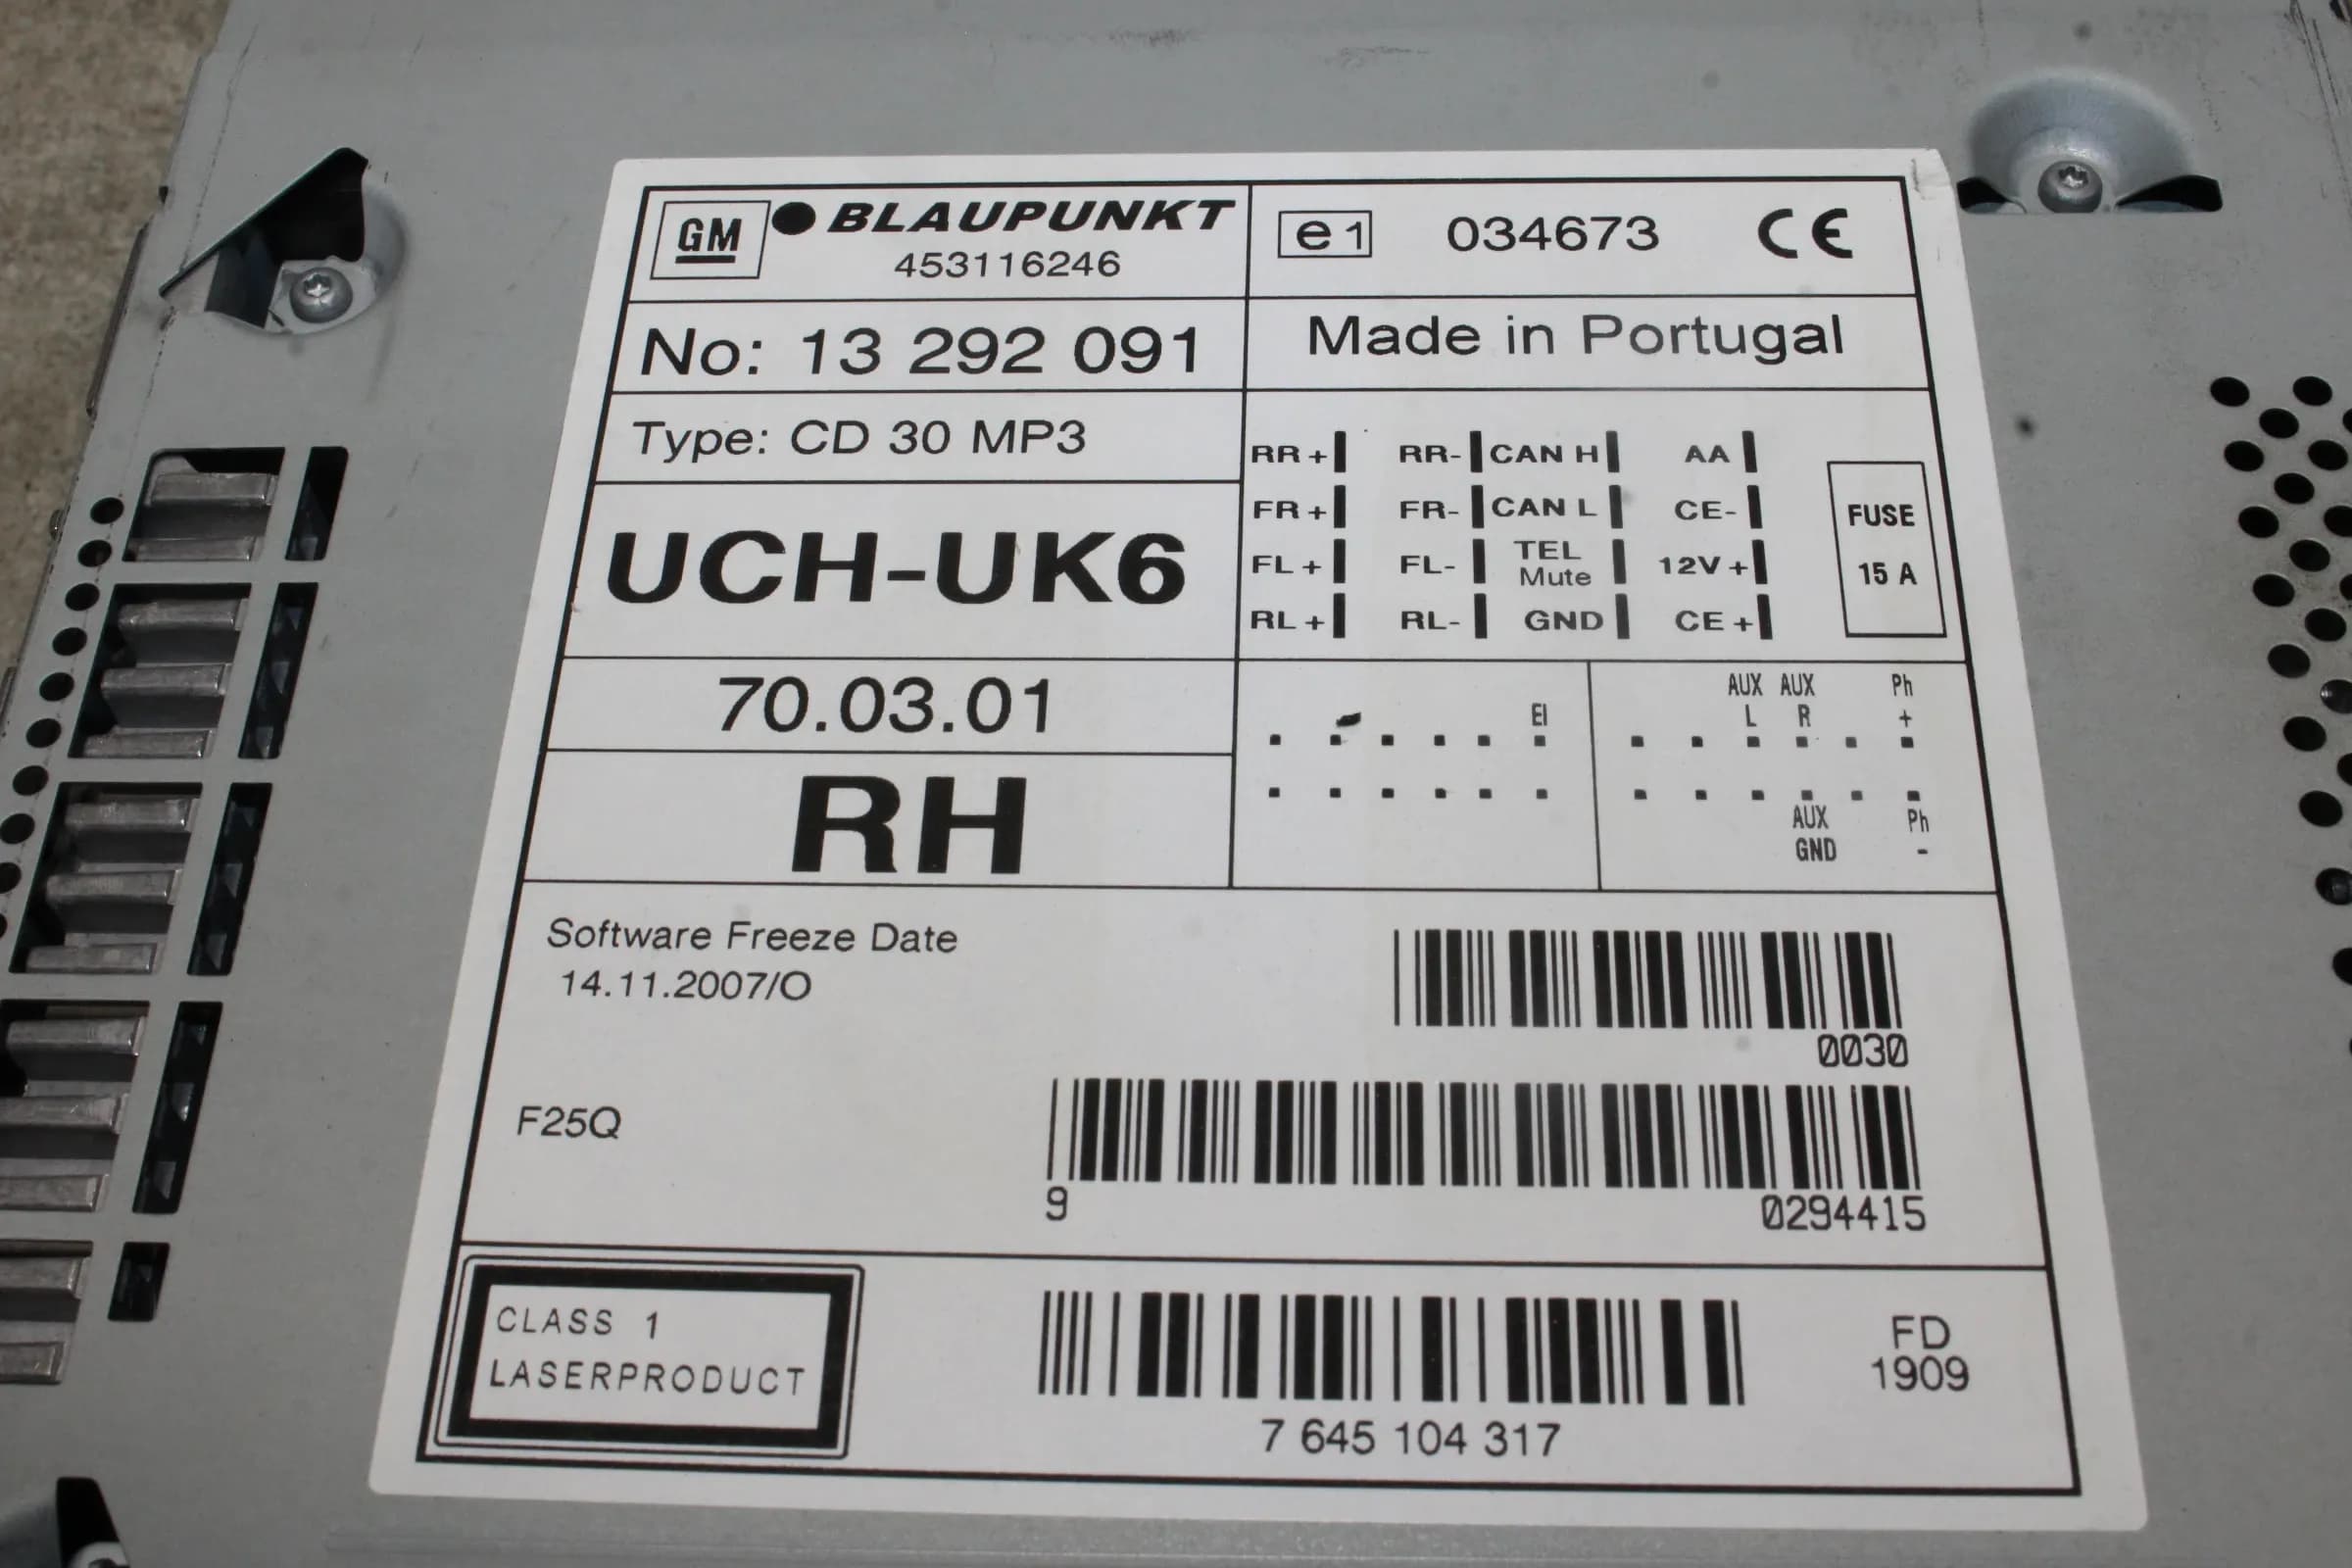 GM BLAUPUNKT
453116246
e1 034673 CE
No: 13 292 091
Made in Portugal
Type: CD 30 MP3
UCH-UK6
70.03.01
RH
RR+ RR- CAN H AA
FR+ FR- CAN L CE-
FL+ FL- TEL Mute 12V+
RL+ RL- GND CE+
FUSE
15 A
EI
AUX L AUX R Ph +
AUX GND Ph -
Software Freeze Date
14.11.2007/O
0030
F25Q
9 0294415
CLASS 1
LASERPRODUCT
7 645 104 317
FD
1909